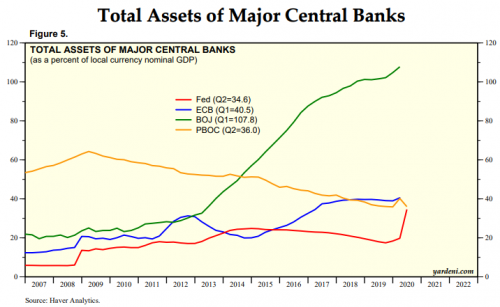 Total Assets of Major Central Banks
Figure 5.
120 120
TOTAL ASSETS OF MAJOR CENTRAL BANKS
(as a percent of local currency nominal GDP)
100 100
Fed (Q2=34.6)
ECB (Q1=40.5)
BOJ (Q1=107.8)
PBOC (Q2=36.0)
80 80
60 60
40 40
20 20
yardeni.com
0 0
2007 2008 2009 2010 2011 2012 2013 2014 2015 2016 2017 2018 2019 2020 2021 2022
Source: Haver Analytics.